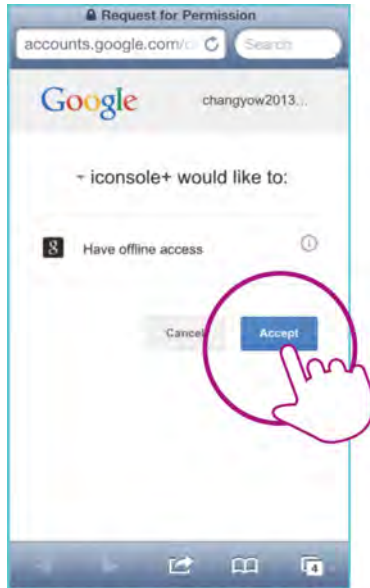 Request for Permission
accounts.google.com/
Search
Google
changyow2013...
iconsole+ would like to:
8 Have offline access
Cancel
Accept
4